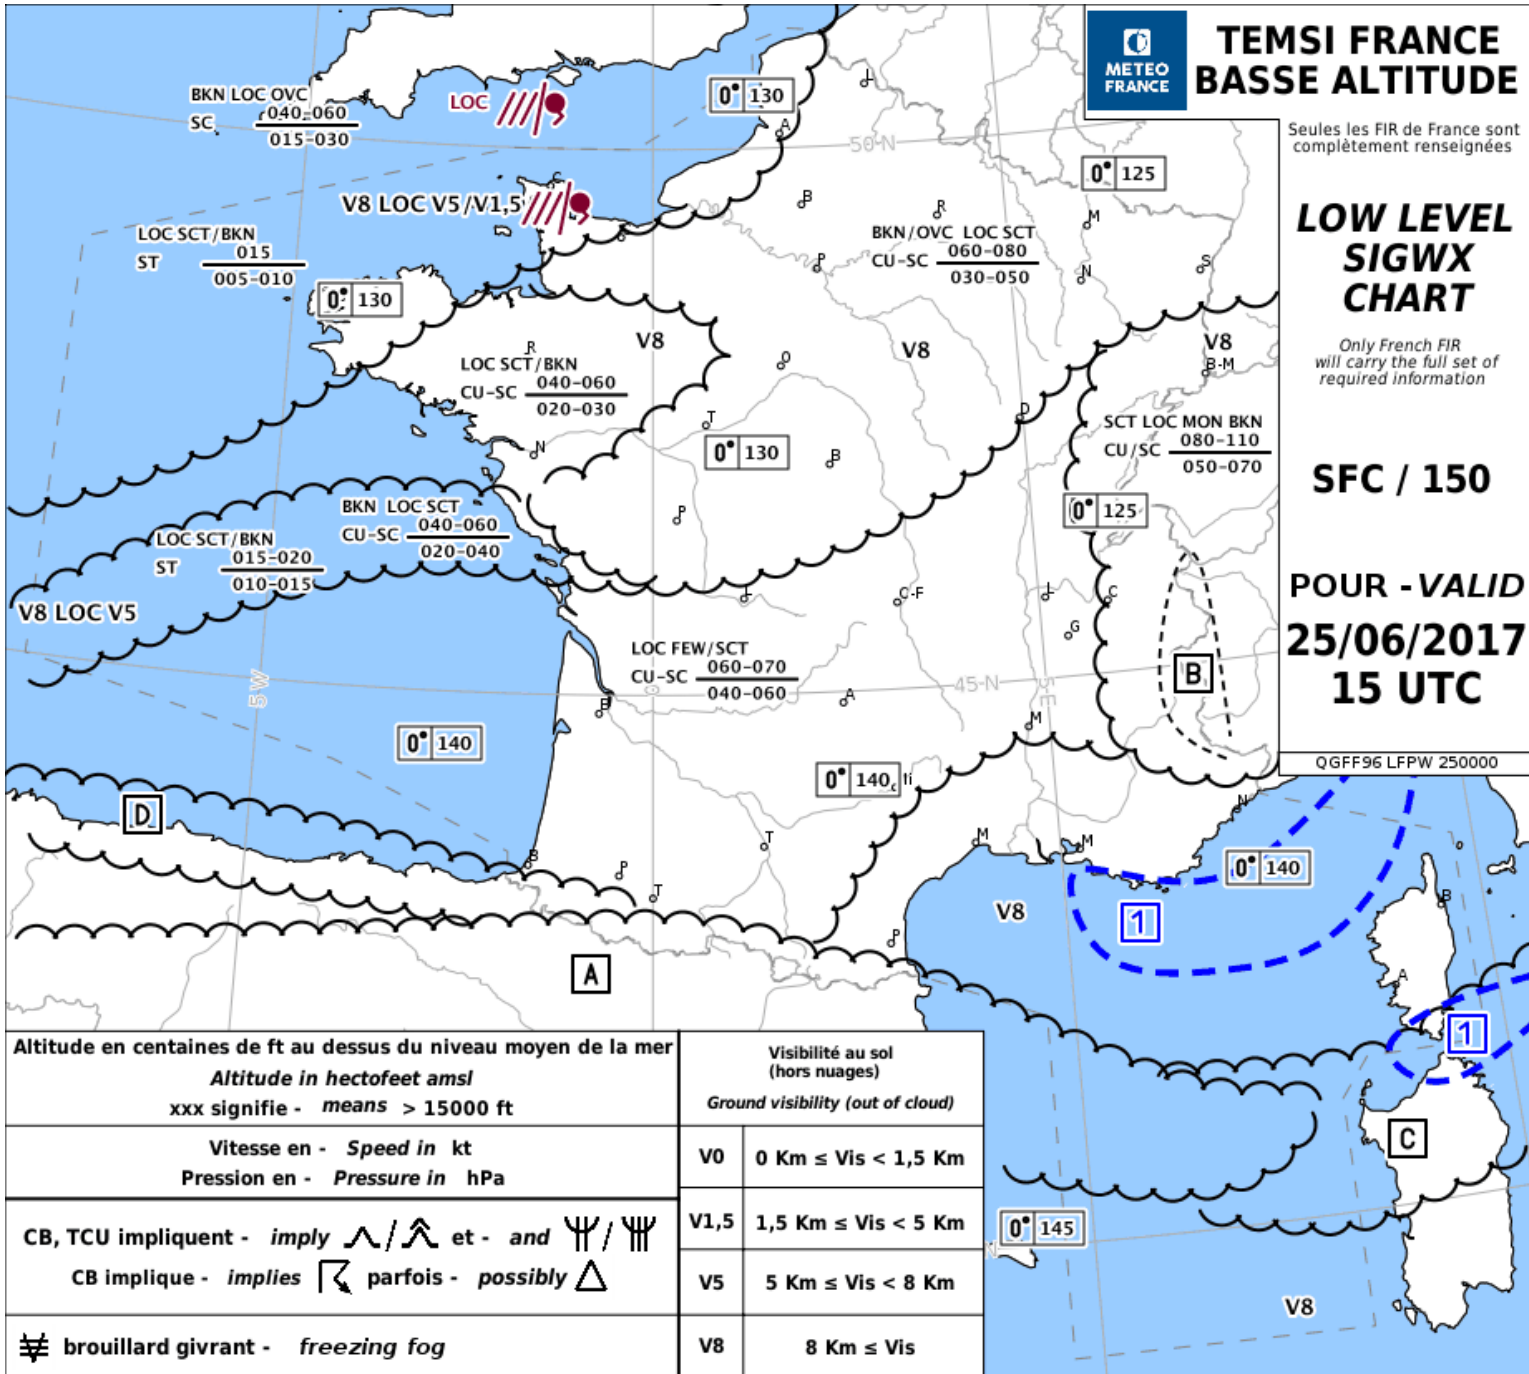 METEO
FRANCE
TEMSI FRANCE
BASSE ALTITUDE
Seules les FIR de France sont
complètement renseignées
LOW LEVEL
SIGWX
CHART
Only French FIR
will carry the full set of
required information
SFC / 150
POUR - VALID
25/06/2017
15 UTC
QGFF96 LFPW 250000
BKN LOC OVC
SC
040-060
015-030
LOC
0° 130
L
A
50 N
0° 125
C
V8 LOC V5/V1,5
B
R
M
LOC SCT/BKN
ST
015
005-010
BKN/OVC LOC SCT
CU-SC
060-080
030-050
P
N
S
0° 130
R
V8
O
V8
V8
B-M
LOC SCT/BKN
CU-SC
040-060
020-030
T
D
SCT LOC MON BKN
CU/SC
080-110
050-070
N
0° 130
B
BKN LOC SCT
CU-SC
040-060
020-040
P
0° 125
LOC SCT/BKN
ST
015-020
010-015
V8 LOC V5
L
C-F
L
C
G
LOC FEW/SCT
CU-SC
060-070
040-060
5 W
0
45 N
5 E
B
B
A
M
0° 140
0° 140
D
N
B
P
T
T
M
M
0° 140
V8
1
B
P
A
A
1
C
0° 145
N
V8
Altitude en centaines de ft au dessus du niveau moyen de la mer
Altitude in hectofeet amsl
xxx signifie - means > 15000 ft
Vitesse en - Speed in kt
Pression en - Pressure in hPa
CB, TCU impliquent - imply / et - and /
CB implique - implies parfois - possibly
brouillard givrant - freezing fog
Visibilité au sol
(hors nuages)
Ground visibility (out of cloud)
V0 0 Km ≤ Vis < 1,5 Km
V1,5 1,5 Km ≤ Vis < 5 Km
V5 5 Km ≤ Vis < 8 Km
V8 8 Km ≤ Vis